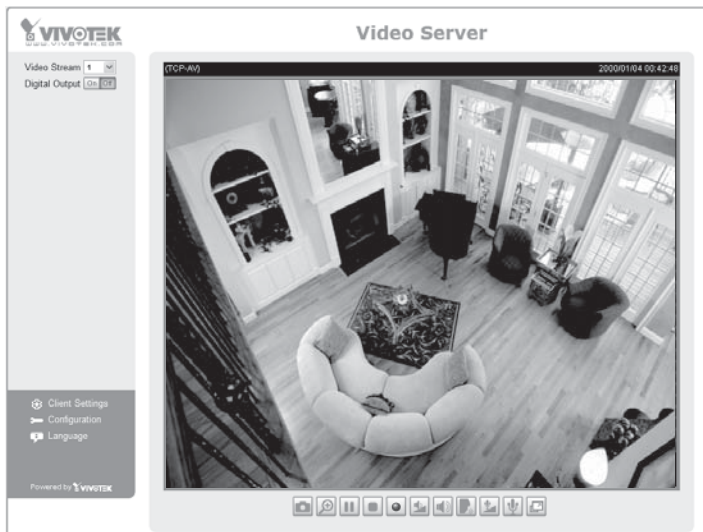 VIVOTEK
www.vivotek.com
Video Server
Video Stream 1
Digital Output On Off
(TCP-AV) 2000/01/04 00:42:48
Client Settings
Configuration
Language
Powered by VIVOTEK